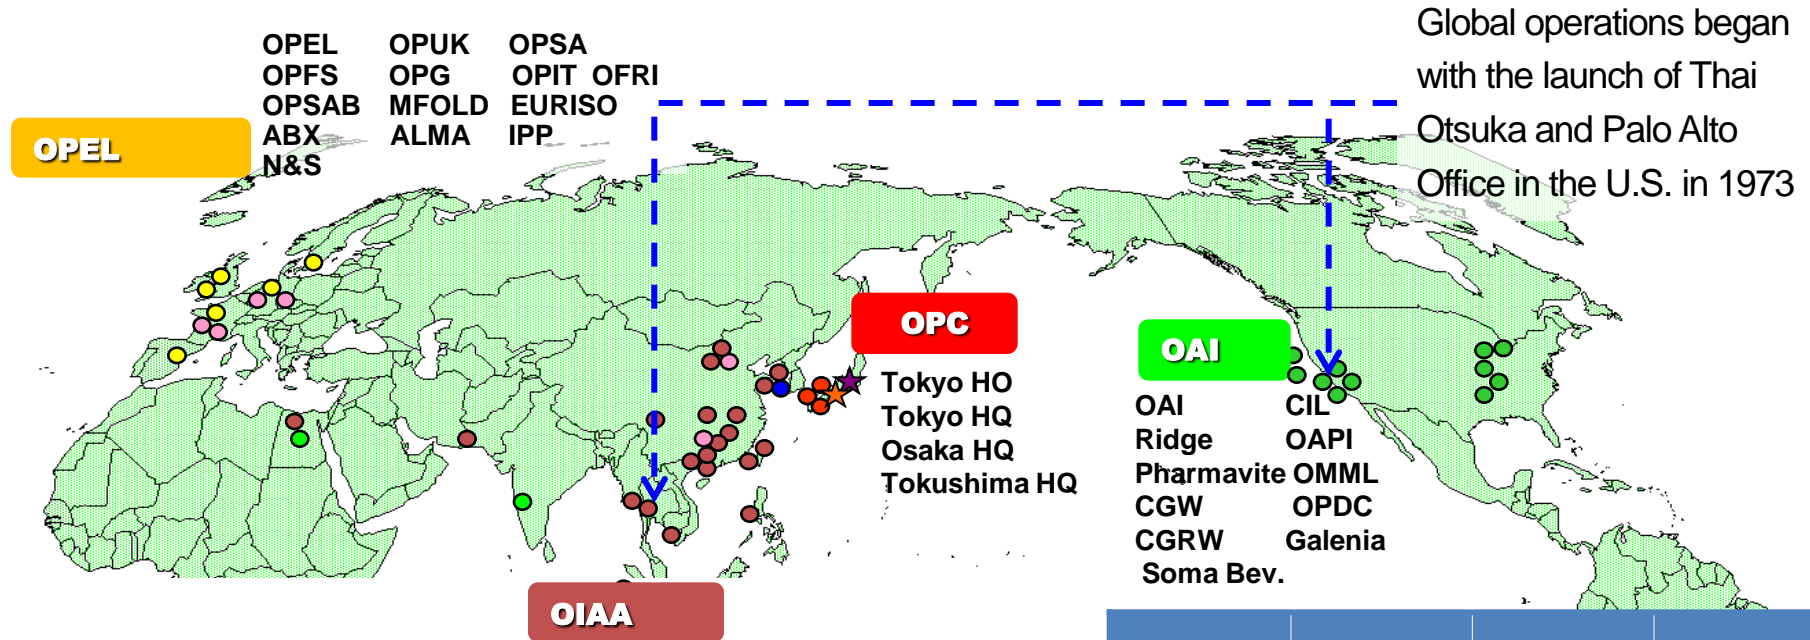 Global operations began
with the launch of Thai
Otsuka and Palo Alto
Office in the U.S. in 1973
OPEL OPUK OPSA
OPFS OPG OPIT OFRI
OPSAB MFOLD EURISO
ABX ALMA IPP
N&S
OPEL
OPC
Tokyo HO
Tokyo HQ
Osaka HQ
Tokushima HQ
OAI
OAI CIL
Ridge OAPI
Pharmavite OMML
CGW OPDC
CGRW Galenia
Soma Bev.
OIAA